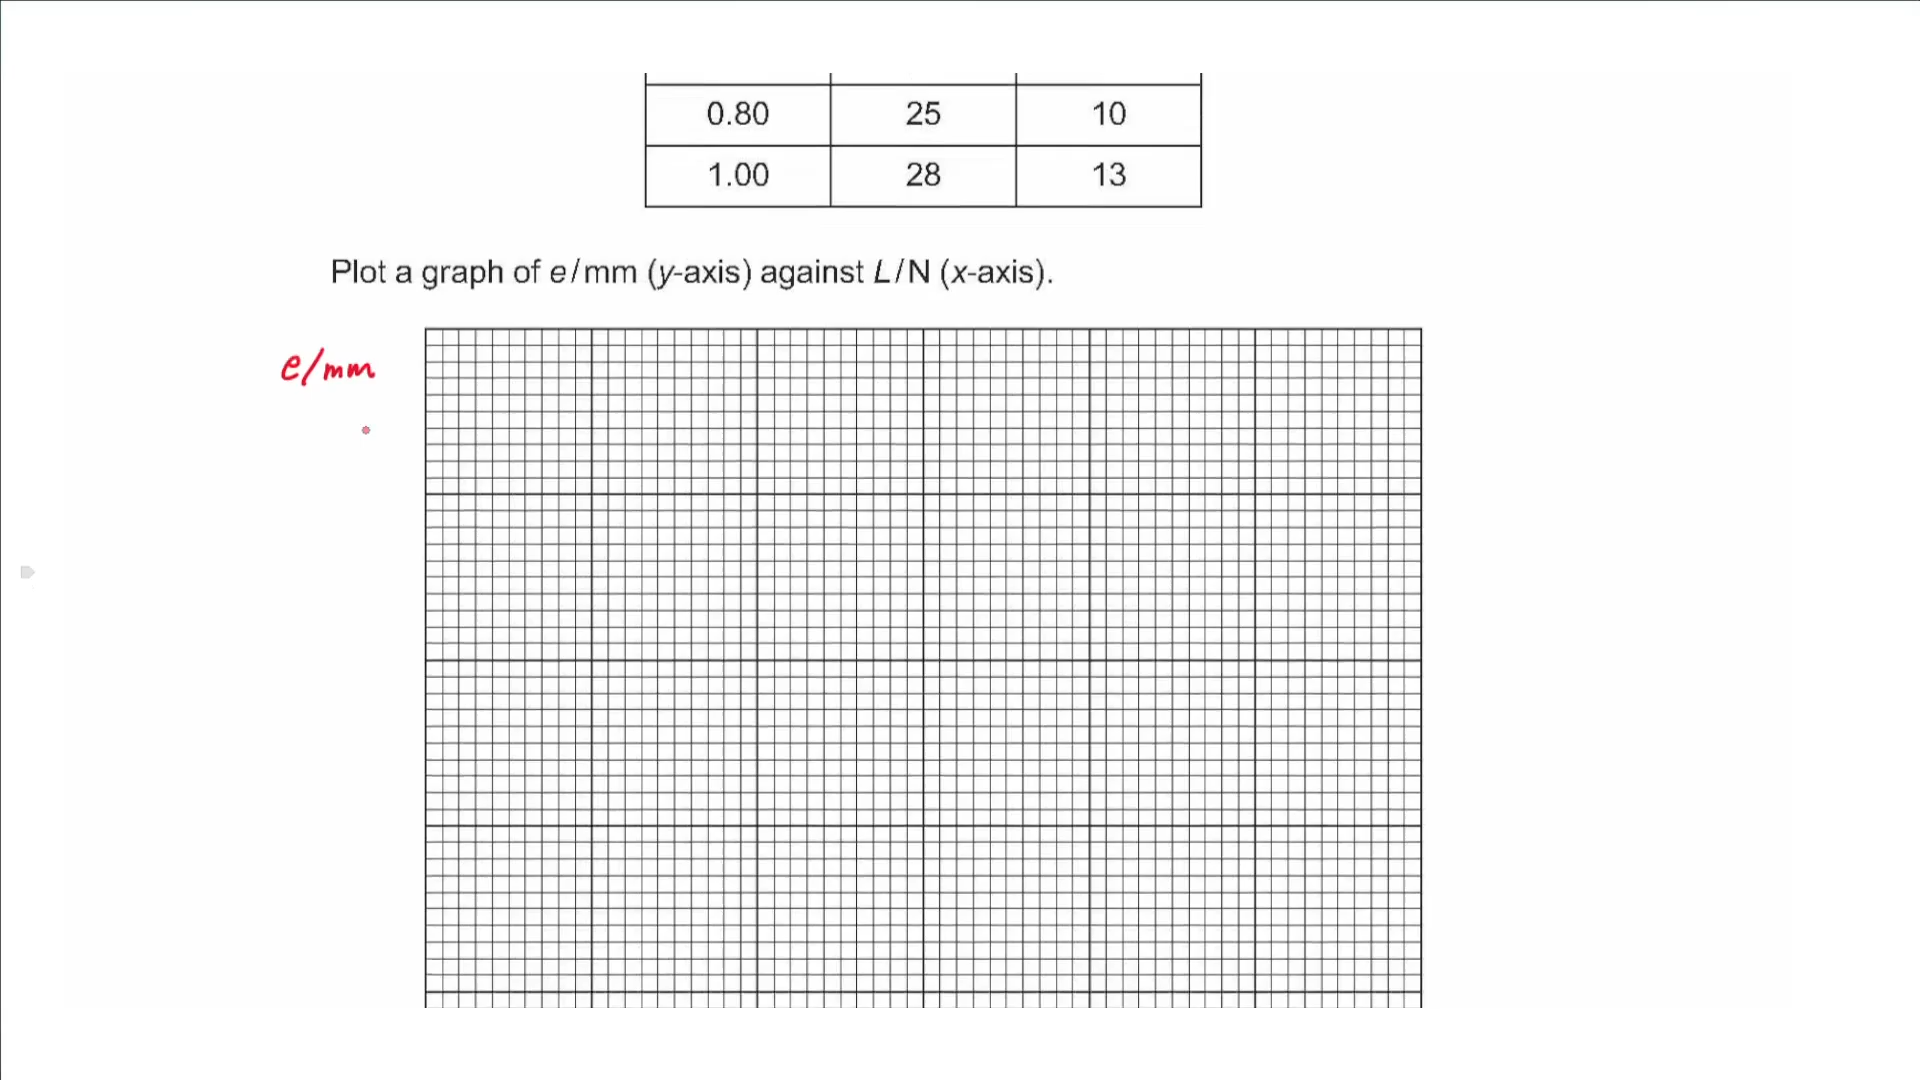 0.80 25 10
1.00 28 13
Plot a graph of e/mm (y-axis) against L/N (x-axis).
e/mm